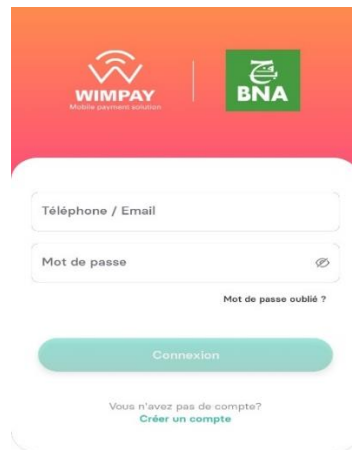 WIMPAY
Mobile payment solution
BNA
Téléphone / Email
Mot de passe
Mot de passe oublié ?
Connexion
Vous n'avez pas de compte?
Créer un compte